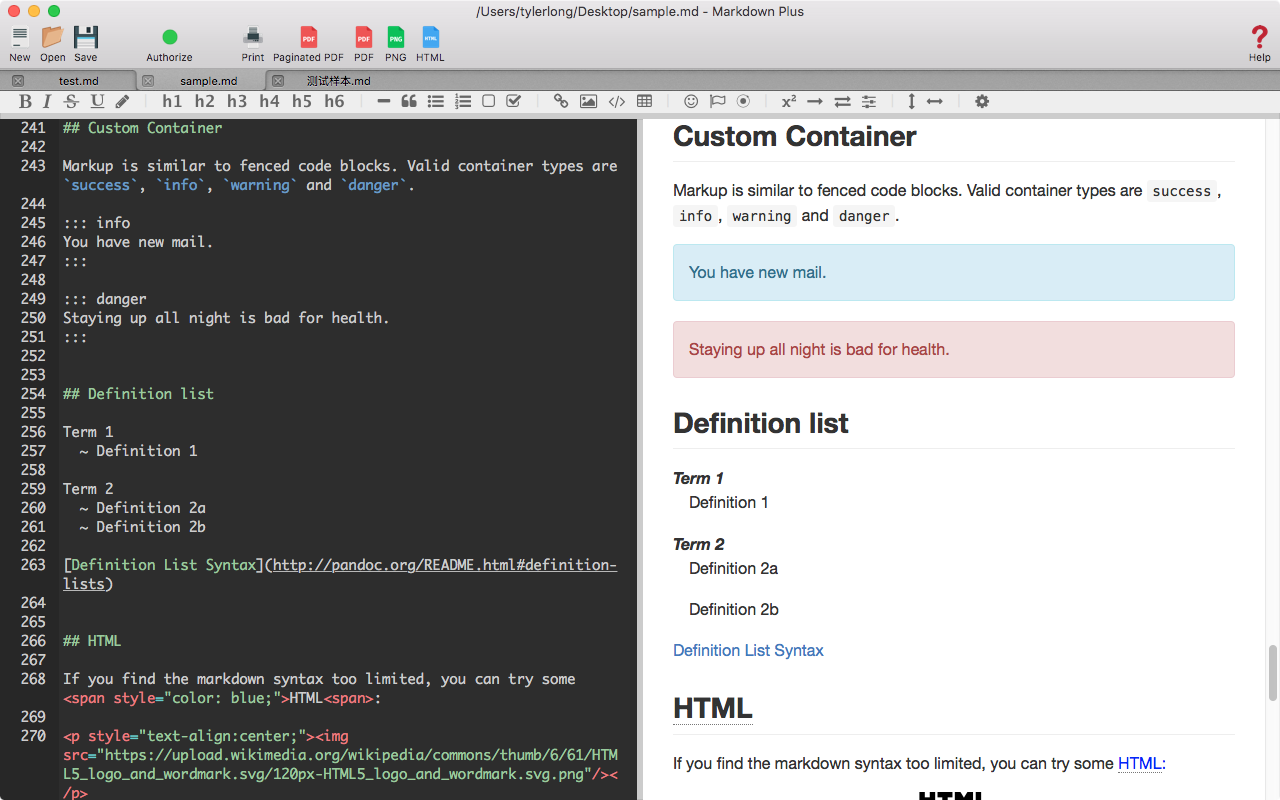 /Users/tylerlong/Desktop/sample.md - Markdown Plus
New Open Save Authorize Print Paginated PDF PDF PNG HTML Help
PDF PDF PNG HTML
test.md sample.md 测试样本.md
B I S U h1 h2 h3 h4 h5 h6 x²
241 ## Custom Container
242
243 Markup is similar to fenced code blocks. Valid container types are
`success`, `info`, `warning` and `danger`.
244
245 ::: info
246 You have new mail.
247 :::
248
249 ::: danger
250 Staying up all night is bad for health.
251 :::
252
253
254 ## Definition list
255
256 Term 1
257 ~ Definition 1
258
259 Term 2
260 ~ Definition 2a
261 ~ Definition 2b
262
263 [Definition List Syntax](http://pandoc.org/README.html#definition-
lists)
264
265
266 ## HTML
267
268 If you find the markdown syntax too limited, you can try some
<span style="color: blue;">HTML<span>:
269
270 <p style="text-align:center;"><img
src="https://upload.wikimedia.org/wikipedia/commons/thumb/6/61/HTM
L5_logo_and_wordmark.svg/120px-HTML5_logo_and_wordmark.svg.png"/><
/p>
Custom Container
Markup is similar to fenced code blocks. Valid container types are success ,
info , warning and danger .
You have new mail.
Staying up all night is bad for health.
Definition list
Term 1
Definition 1
Term 2
Definition 2a
Definition 2b
Definition List Syntax
HTML
If you find the markdown syntax too limited, you can try some HTML:
HTML